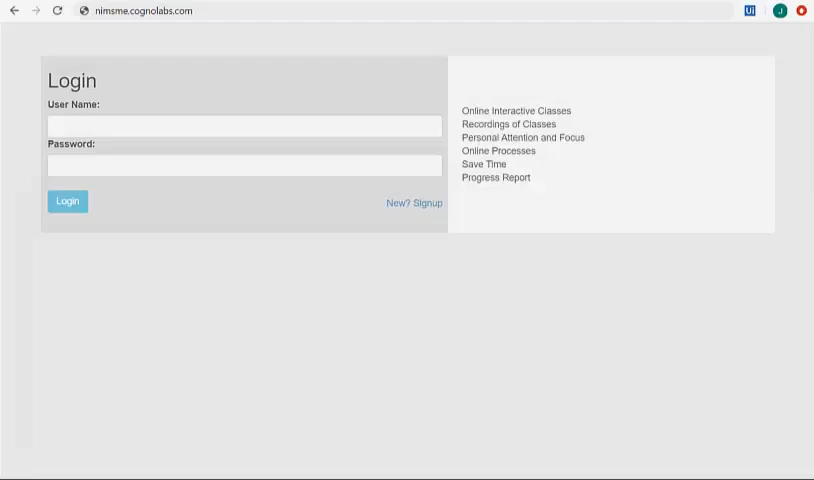 nimsme.cognolabs.com
Ui
J
Login
User Name:
Password:
Login
New? Signup
Online Interactive Classes
Recordings of Classes
Personal Attention and Focus
Online Processes
Save Time
Progress Report